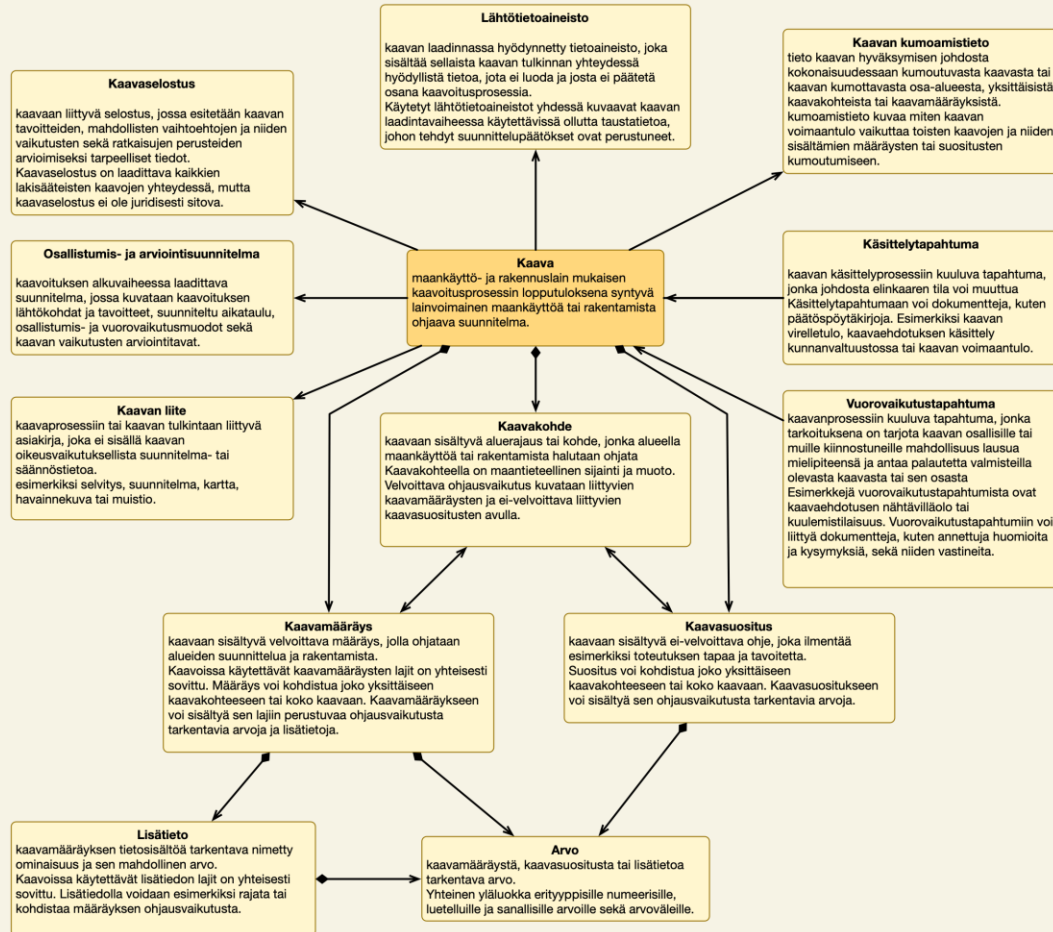 Lähtötietoaineisto
kaavan laadinnassa hyödynnetty tietoaineisto, joka
sisältää sellaista kaavan tulkinnan yhteydessä
hyödyllistä tietoa, jota ei luoda ja josta ei päätetä
osana kaavoitusprosessia.
Käytetyt lähtötietoaineistot yhdessä kuvaavat kaavan
laadintavaiheessa käytettävissä ollutta taustatietoa,
johon tehdyt suunnittelupäätökset ovat perustuneet.
Kaavan kumoamistieto
tieto kaavan hyväksymisen johdosta
kokonaisuudessaan kumoutuvasta kaavasta tai
kaavan kumottavasta osa-alueesta, yksittäisistä
kaavakohteista tai kaavamääräyksistä.
kumoamistieto kuvaa miten kaavan
voimaantulo vaikuttaa toisten kaavojen ja niiden
sisältämien määräysten tai suositusten
kumoutumiseen.
Kaavaselostus
kaavaan liittyvä selostus, jossa esitetään kaavan
tavoitteiden, mahdollisten vaihtoehtojen ja niiden
vaikutusten sekä ratkaisujen perusteiden
arvioimiseksi tarpeelliset tiedot.
Kaavaselostus on laadittava kaikkien
lakisääteisten kaavojen yhteydessä, mutta
kaavaselostus ei ole juridisesti sitova.
Osallistumis- ja arviointisuunnitelma
kaavoituksen alkuvaiheessa laadittava
suunnitelma, jossa kuvataan kaavoituksen
lähtökohdat ja tavoitteet, suunniteltu aikataulu,
osallistumis- ja vuorovaikutusmuodot sekä
kaavan vaikutusten arviointitavat.
Kaava
maankäyttö- ja rakennuslain mukaisen
kaavoitusprosessin lopputuloksena syntyvä
lainvoimainen maankäyttöä tai rakentamista
ohjaava suunnitelma.
Käsittelytapahtuma
kaavan käsittelyprosessiin kuuluva tapahtuma,
jonka johdosta elinkaaren tila voi muuttua
Käsittelytapahtumaan voi dokumentteja, kuten
päätöspöytäkirjoja. Esimerkiksi kaavan
virelletulo, kaavaehdotuksen käsittely
kunnanvaltuustossa tai kaavan voimaantulo.
Kaavan liite
kaavaprosessiin tai kaavan tulkintaan liittyvä
asiakirja, joka ei sisällä kaavan
oikeusvaikutuksellista suunnitelma- tai
säännöstietoa.
esimerkiksi selvitys, suunnitelma, kartta,
havainnekuva tai muistio.
Kaavakohde
kaavaan sisältyvä aluerajaus tai kohde, jonka alueella
maankäyttöä tai rakentamista halutaan ohjata
Kaavakohteella on maantieteellinen sijainti ja muoto.
Velvoittava ohjausvaikutus kuvataan liittyvien
kaavamääräysten ja ei-velvoittava liittyvien
kaavasuositusten avulla.
Vuorovaikutustapahtuma
kaavanprosessiin kuuluva tapahtuma, jonka
tarkoituksena on tarjota kaavan osallisille tai
muille kiinnostuneille mahdollisuus lausua
mielipiteensä ja antaa palautetta valmisteilla
olevasta kaavasta tai sen osasta
Esimerkkejä vuorovaikutustapahtumista ovat
kaavaehdotusen nähtävilläolo tai
kuulemistilaisuus. Vuorovaikutustapahtumiin voi
liittyä dokumentteja, kuten annettuja huomioita
ja kysymyksiä, sekä niiden vastineita.
Kaavamääräys
kaavaan sisältyvä velvoittava määräys, jolla ohjataan
alueiden suunnittelua ja rakentamista.
Kaavoissa käytettävät kaavamääräysten lajit on yhteisesti
sovittu. Määräys voi kohdistua joko yksittäiseen
kaavakohteeseen tai koko kaavaan. Kaavamääräykseen
voi sisältyä sen lajiin perustuvaa ohjausvaikutusta
tarkentavia arvoja ja lisätietoja.
Kaavasuositus
kaavaan sisältyvä ei-velvoittava ohje, joka ilmentää
esimerkiksi toteutuksen tapaa ja tavoitetta.
Suositus voi kohdistua joko yksittäiseen
kaavakohteeseen tai koko kaavaan. Kaavasuositukseen
voi sisältyä sen ohjausvaikutusta tarkentavia arvoja.
Lisätieto
kaavamääräyksen tietosisältöä tarkentava nimetty
ominaisuus ja sen mahdollinen arvo.
Kaavoissa käytettävät lisätiedon lajit on yhteisesti
sovittu. Lisätiedolla voidaan esimerkiksi rajata tai
kohdistaa määräyksen ohjausvaikutusta.
Arvo
kaavamääräystä, kaavasuositusta tai lisätietoa
tarkentava arvo.
Yhteinen yläluokka erityyppisille numeerisille,
luetelluille ja sanallisille arvoille sekä arvoväleille.